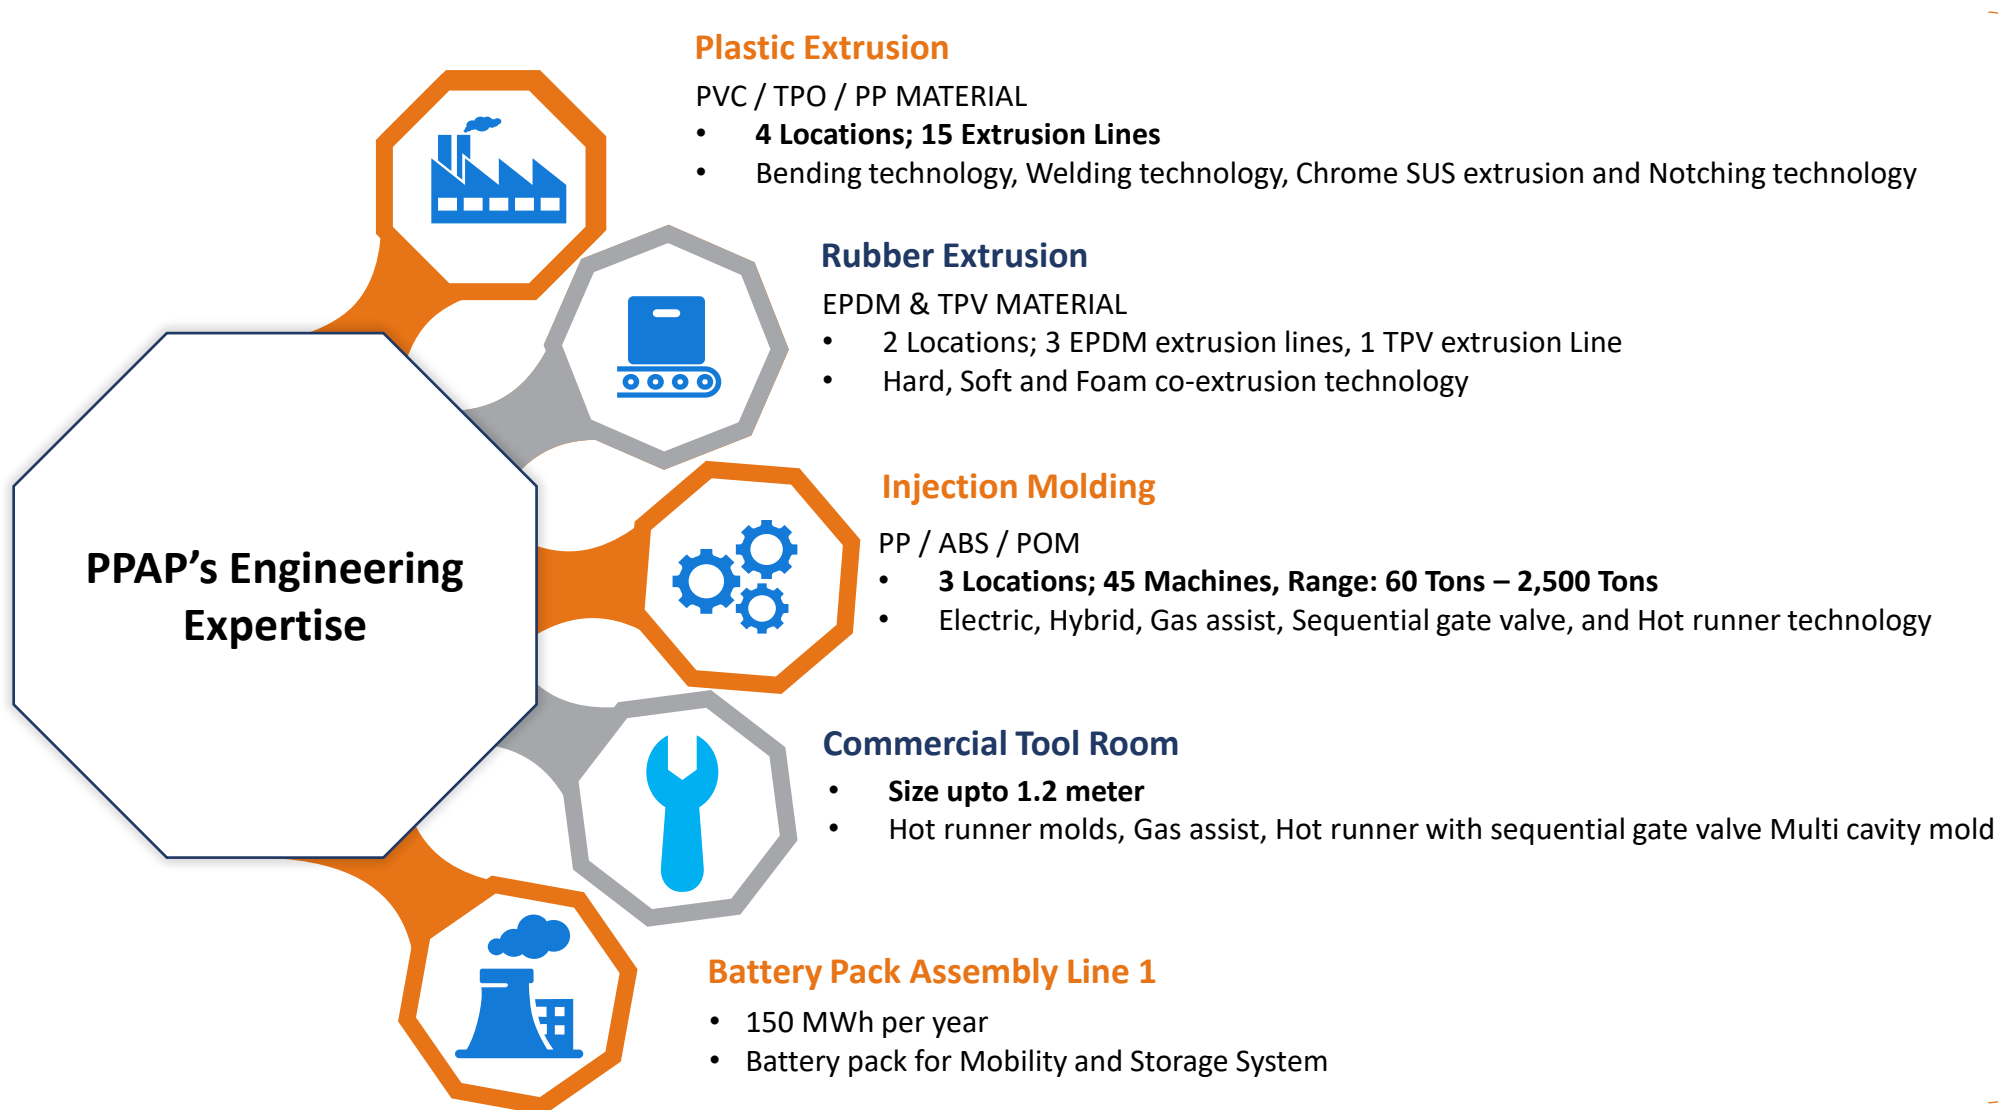 Plastic Extrusion
PVC / TPO / PP MATERIAL
• 4 Locations; 15 Extrusion Lines
• Bending technology, Welding technology, Chrome SUS extrusion and Notching technology
Rubber Extrusion
EPDM & TPV MATERIAL
• 2 Locations; 3 EPDM extrusion lines, 1 TPV extrusion Line
• Hard, Soft and Foam co-extrusion technology
Injection Molding
PP / ABS / POM
• 3 Locations; 45 Machines, Range: 60 Tons – 2,500 Tons
• Electric, Hybrid, Gas assist, Sequential gate valve, and Hot runner technology
PPAP’s Engineering
Expertise
Commercial Tool Room
• Size upto 1.2 meter
• Hot runner molds, Gas assist, Hot runner with sequential gate valve Multi cavity mold
Battery Pack Assembly Line 1
• 150 MWh per year
• Battery pack for Mobility and Storage System